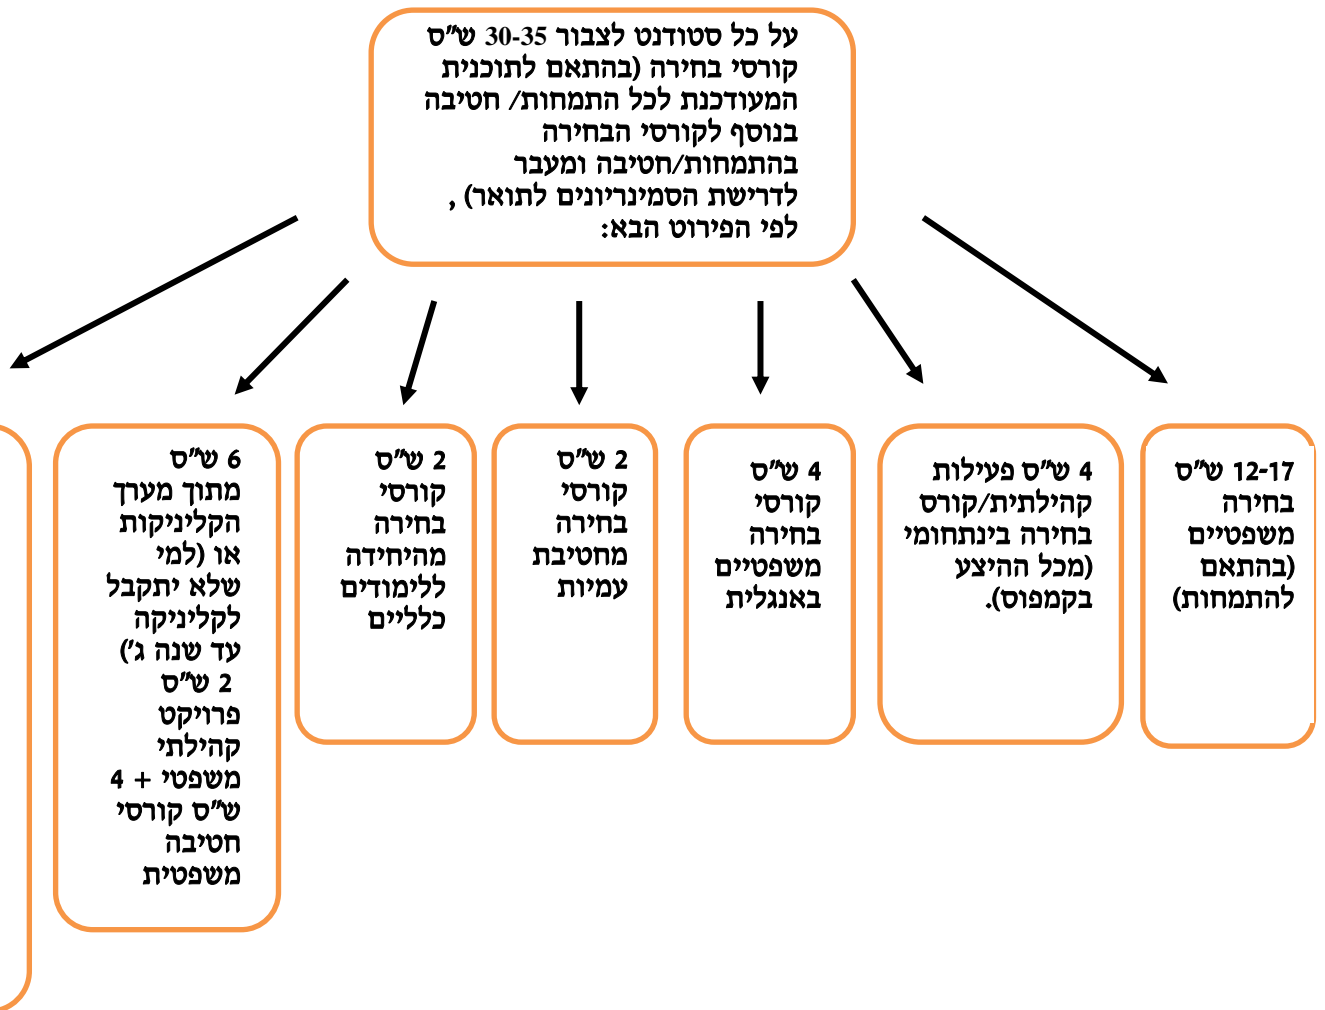 על כל סטודנט לצבור 30-35 ש"ס
קורסי בחירה (בהתאם לתוכנית
המעודכנת לכל התמחות/ חטיבה
בנוסף לקורסי הבחירה
בהתמחות/חטיבה ומעבר
לדרישת הסמינריונים לתואר) ,
לפי הפירוט הבא:
12-17 ש"ס
בחירה
משפטיים
(בהתאם
להתמחות)
4 ש"ס פעילות
קהילתית/קורס
בחירה בינתחומי
(מכל ההיצע
בקמפוס).
4 ש"ס
קורסי
בחירה
משפטיים
באנגלית
2 ש"ס
קורסי
בחירה
מחטיבת
עמיות
2 ש"ס
קורסי
בחירה
מהיחידה
ללימודים
כלליים
6 ש"ס
מתוך מערך
הקליניקות
או (למי
שלא יתקבל
לקליניקה
עד שנה ג')
2 ש"ס
פרויקט
קהילתי
משפטי + 4
ש"ס קורסי
חטיבה
משפטית